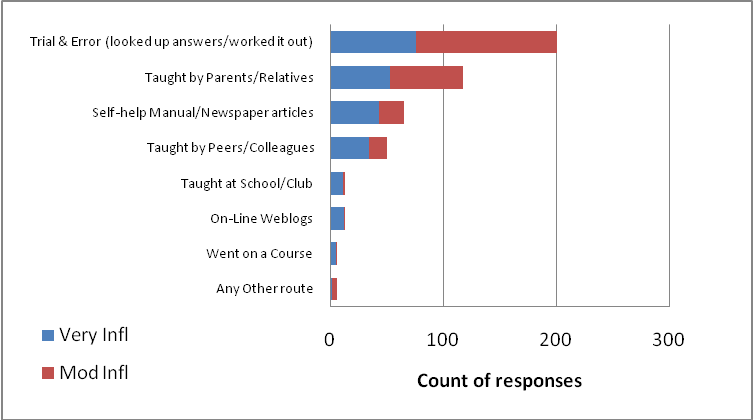 Trial & Error (looked up answers/worked it out)
Taught by Parents/Relatives
Self-help Manual/Newspaper articles
Taught by Peers/Colleagues
Taught at School/Club
On-Line Weblogs
Went on a Course
Any Other route
Very Infl
Mod Infl
0 100 200 300
Count of responses